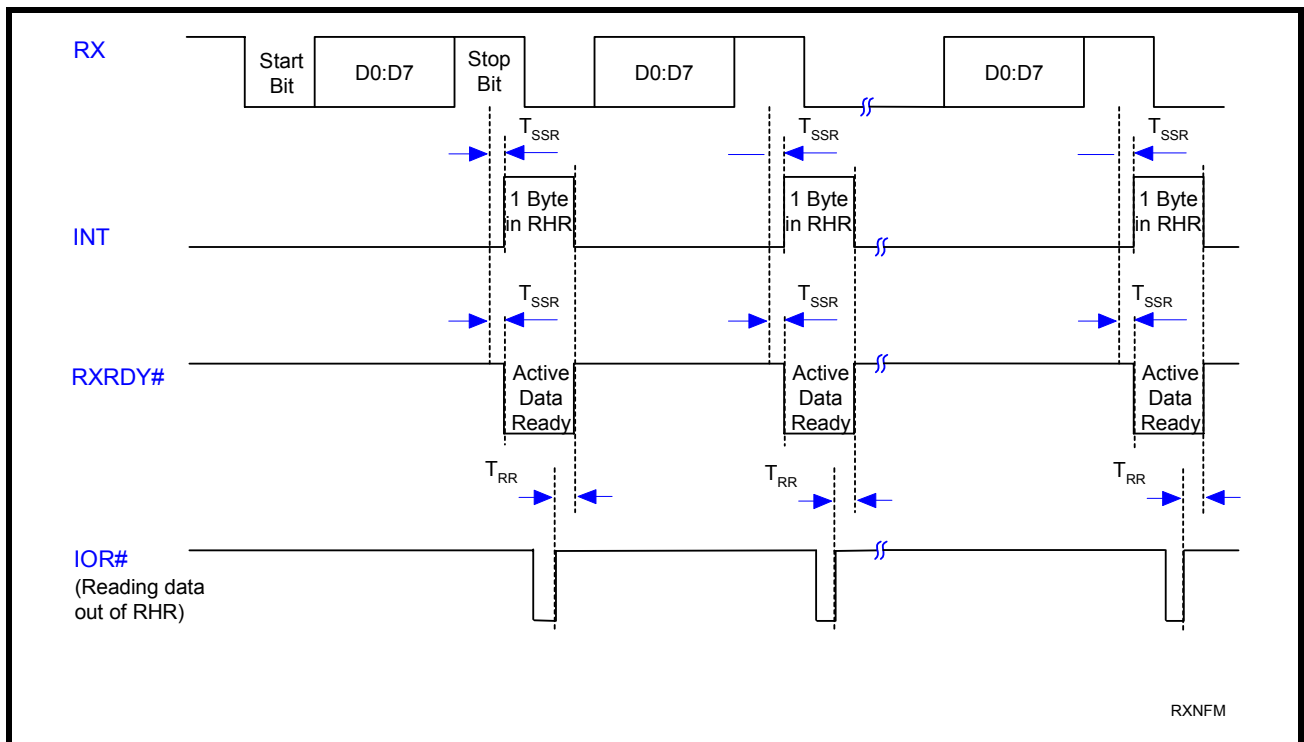 RX
Start
Bit
D0:D7
Stop
Bit
D0:D7
D0:D7
TSSR
TSSR
TSSR
INT
1 Byte
in RHR
1 Byte
in RHR
1 Byte
in RHR
TSSR
TSSR
TSSR
RXRDY#
Active
Data
Ready
Active
Data
Ready
Active
Data
Ready
TRR
TRR
TRR
IOR#
(Reading data
out of RHR)
RXNFM